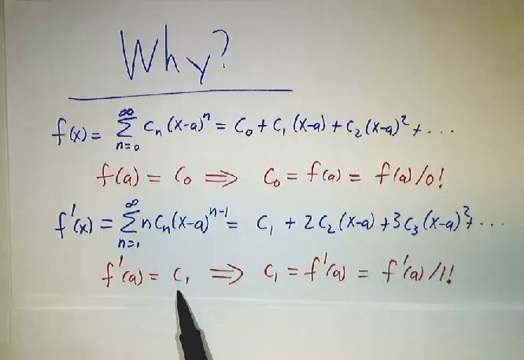 Why?
f(x) = ∑_{n=0}^{∞} C_n (x-a)^n = C_0 + C_1 (x-a) + C_2 (x-a)^2 + ...
f(a) = C_0 ⟹ C_0 = f(a) = f(a)/0!
f'(x) = ∑_{n=1}^{∞} n C_n (x-a)^{n-1} = C_1 + 2C_2 (x-a) + 3C_3 (x-a)^2 + ...
f'(a) = C_1 ⟹ C_1 = f'(a) = f'(a)/1!